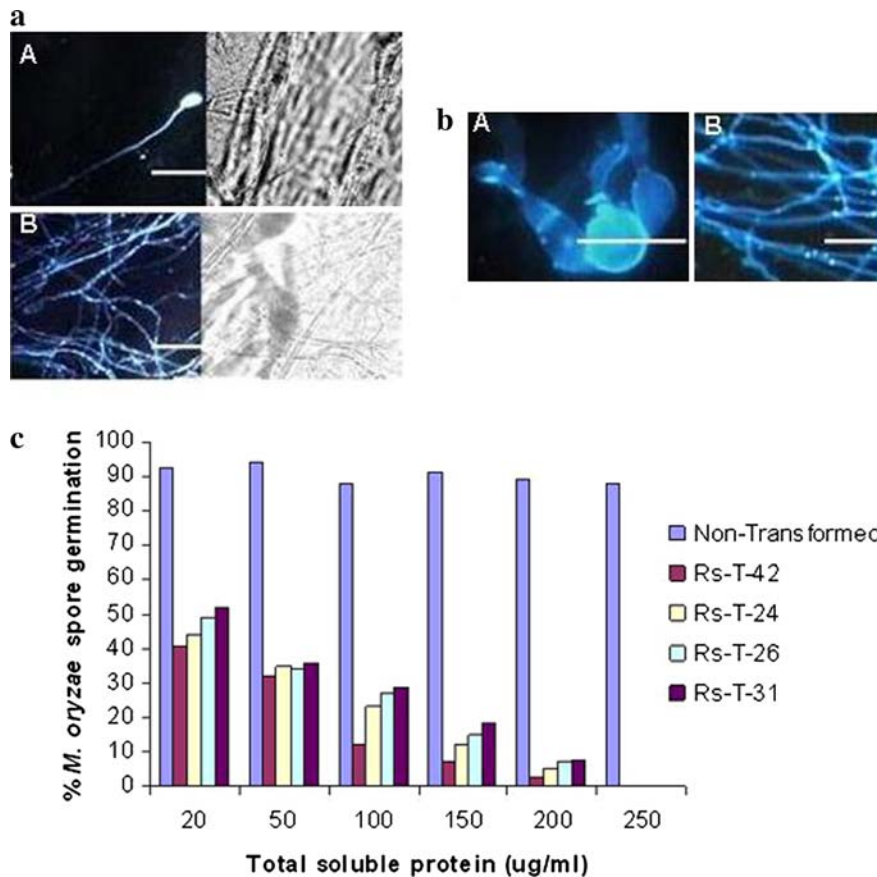 a
A
B
b
A
B
c
% M. oryzae spore germination
100
90
80
70
60
50
40
30
20
10
0
20 50 100 150 200 250
Total soluble protein (ug/ml)
Non-Transformed
Rs-T-42
Rs-T-24
Rs-T-26
Rs-T-31